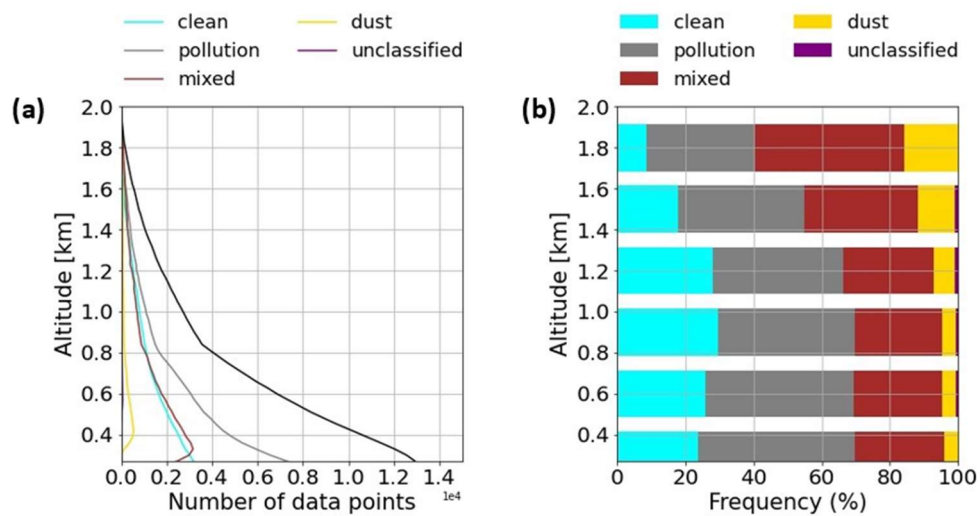 clean dust
pollution unclassified
mixed
(a)
2.0
1.8
1.6
1.4
1.2
1.0
0.8
0.6
0.4
Altitude [km]
0.0 0.2 0.4 0.6 0.8 1.0 1.2 1.4
1e4
Number of data points
clean dust
pollution unclassified
mixed
(b)
2.0
1.8
1.6
1.4
1.2
1.0
0.8
0.6
0.4
Altitude [km]
0 20 40 60 80 100
Frequency (%)